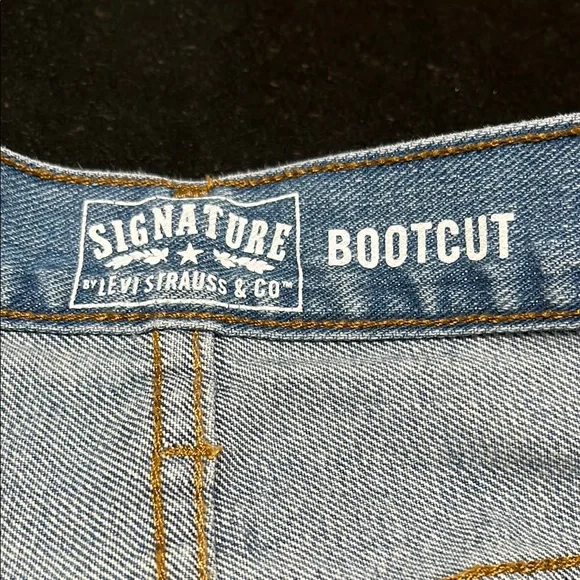 SIGNATURE
BY LEVI STRAUSS & CO™
BOOTCUT